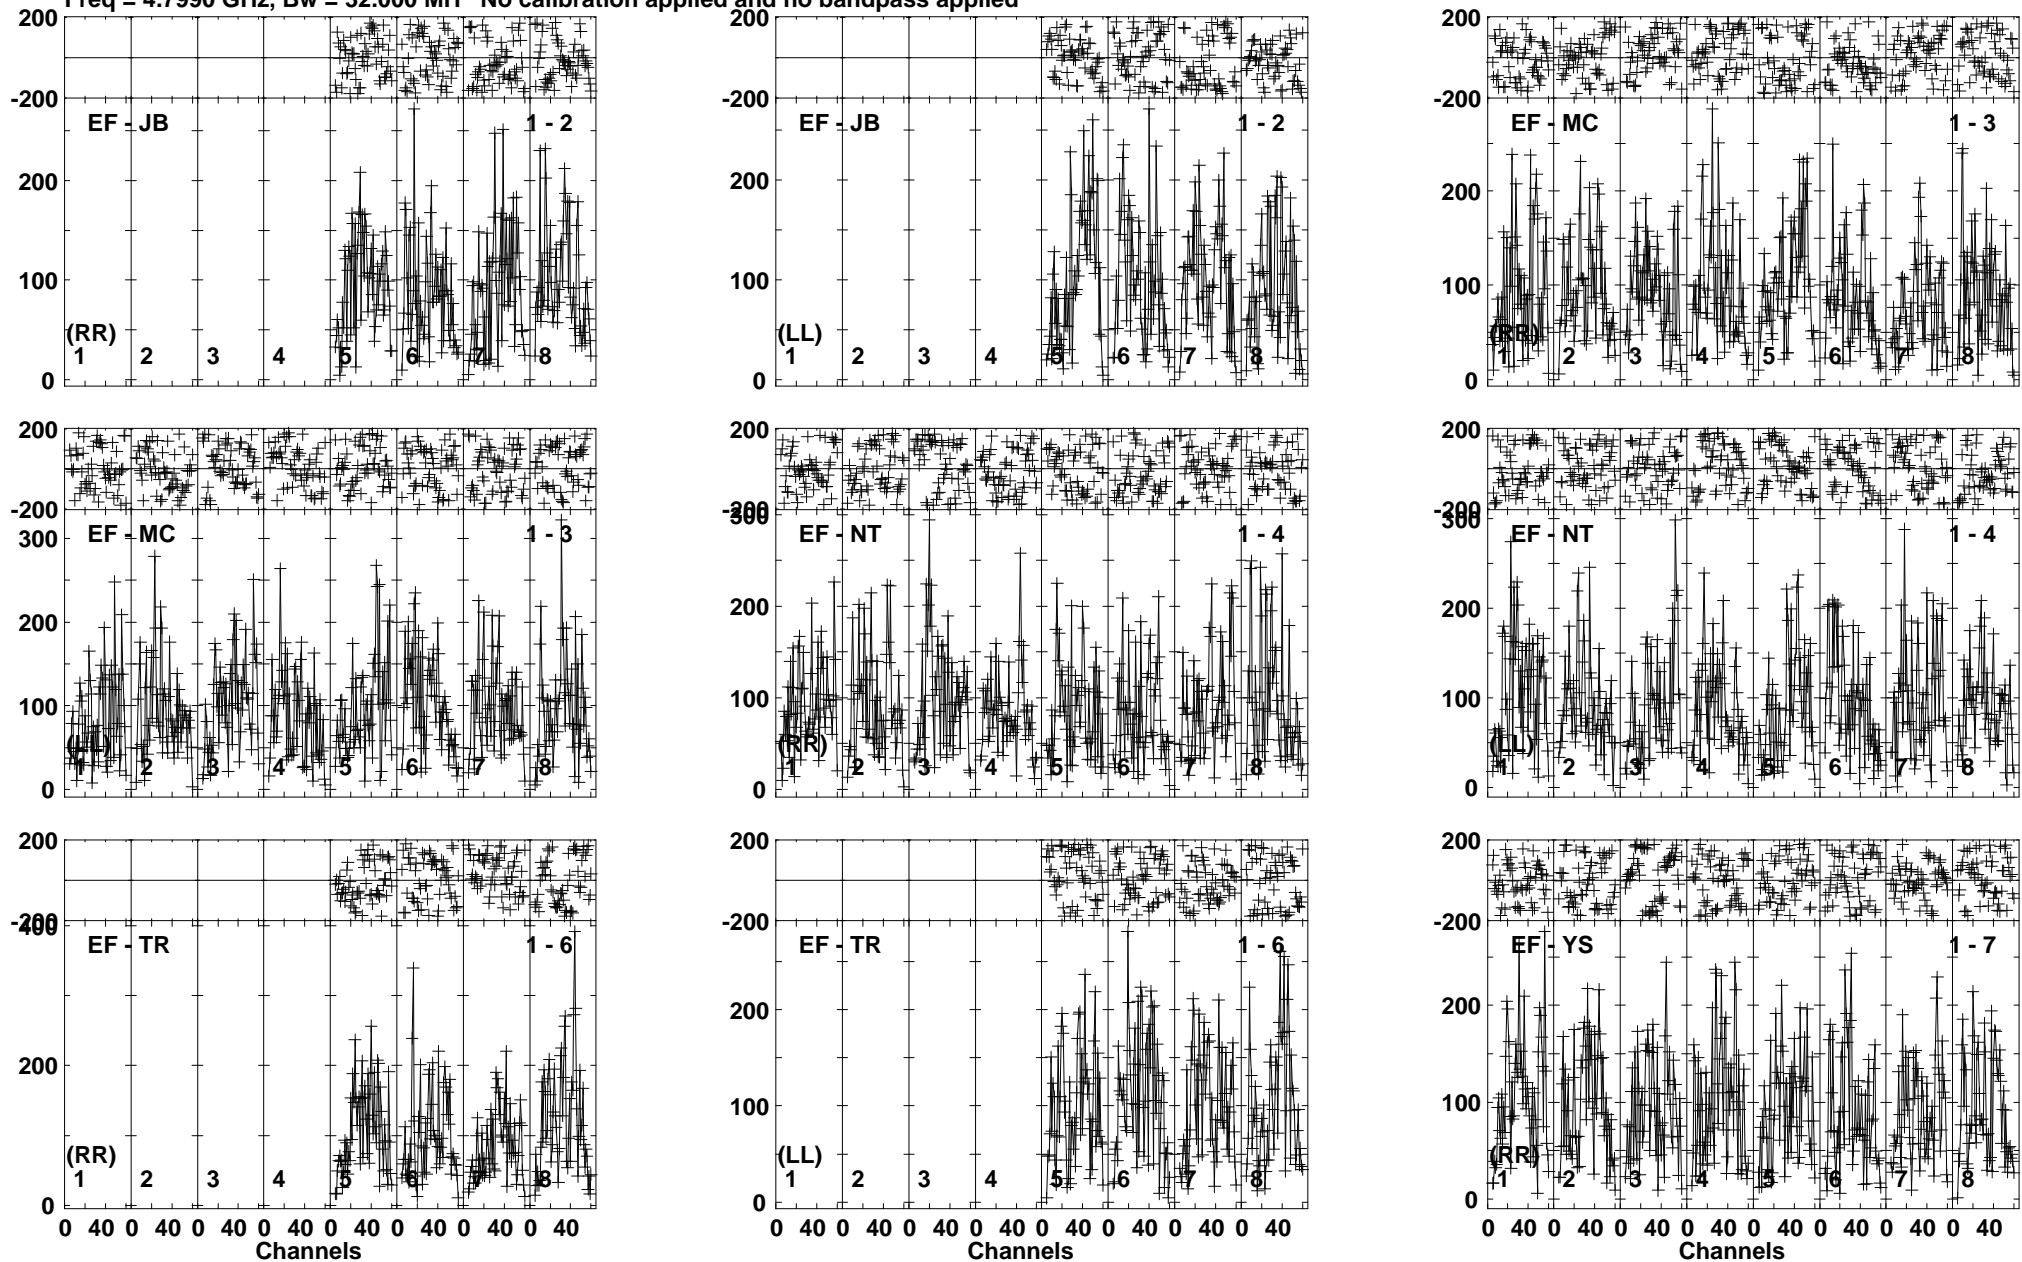 Freq = 4.7990 GHz, Bw = 32.000 MH No calibration applied and no bandpass applied
200 200 200
-200 -200 -200
EF - JB 1 - 2 EF - JB 1 - 2 EF - MC 1 - 3
200 200 200
100 100 100
(RR) (LL) (RR)
1 2 3 4 5 6 7 8 1 2 3 4 5 6 7 8 1 2 3 4 5 6 7 8
0 0 0
200 200 200
-200 -200 -200
300 300 300
EF - MC 1 - 3 EF - NT 1 - 4 EF - NT 1 - 4
200 200 200
100 100 100
(LL) (RR) (LL)
1 2 3 4 5 6 7 8 1 2 3 4 5 6 7 8 1 2 3 4 5 6 7 8
0 0 0
200 200 200
-200 -200 -200
400
EF - TR 1 - 6 EF - TR 1 - 6 EF - YS 1 - 7
200 200 200
100 100
(RR) (LL) (RR)
1 2 3 4 5 6 7 8 1 2 3 4 5 6 7 8 1 2 3 4 5 6 7 8
0 0 0
0 40 0 40 0 40 0 40 0 40 0 40 0 40 0 40 0 40 0 40 0 40 0 40 0 40 0 40 0 40 0 40 0 40 0 40 0 40 0 40 0 40 0 40 0 40 0 40
Channels Channels Channels